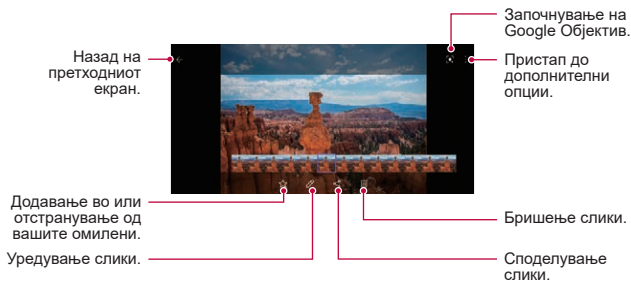 Започнување на
Google Објектив.
Назад на
претходниот
екран.
Пристап до
дополнителни
опции.
Додавање во или
отстранување од
вашите омилени.
Бришење слики.
Уредување слики.
Споделување
слики.